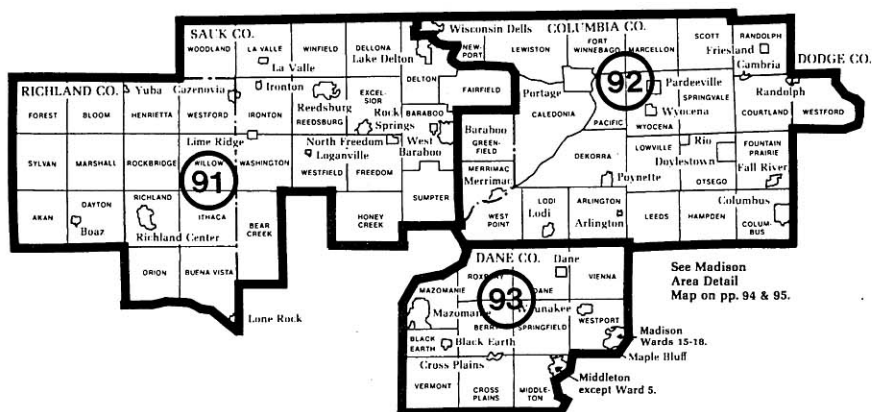 SAUK CO.
WOODLAND
LA VALLE
WINFIELD
DELLONA
Lake Delton
Wisconsin Dells
COLUMBIA CO.
NEW-
PORT
LEWISTON
FORT
WINNEBAGO
MARCELLON
SCOTT
RANDOLPH
Friesland
Cambria
DODGE CO.
La Valle
DELTON
FAIRFIELD
92
Pardeeville
Randolph
RICHLAND CO.
Yuba
Cazenovia
Ironton
Reedsburg
REEDSBURG
EXCEL-
SIOR
Rock
Springs
BARABOO
Portage
CALEDONIA
PACIFIC
Wyocena
WYOCENA
SPRINGVALE
COURTLAND
WESTFORD
FOREST
BLOOM
HENRIETTA
WESTFORD
IRONTON
Lime Ridge
North Freedom
Loganville
West
Baraboo
Baraboo
GREEN-
FIELD
DEKORRA
LOWVILLE
Rio
Doylestown
FOUNTAIN
PRAIRIE
Fall River
SYLVAN
MARSHALL
ROCKBRIDGE
WILLOW
WASHINGTON
91
WESTFIELD
FREEDOM
MERRIMAC
Merrimac
Poynette
OTSEGO
AKAN
DAYTON
Boaz
RICHLAND
Richland Center
ITHACA
BEAR
CREEK
HONEY
CREEK
SUMPTER
WEST
POINT
LODI
Lodi
ARLINGTON
Arlington
LEEDS
HAMPDEN
Columbus
COLUM-
BUS
ORION
BUENA VISTA
Lone Rock
DANE CO.
MAZOMANIE
ROXBURY
Dane
DANE
VIENNA
See Madison
Area Detail
Map on pp. 94 & 95.
93
Mazomanie
BERRY
Waunakee
SPRINGFIELD
WESTPORT
Madison
Wards 15-18.
BLACK
EARTH
Black Earth
Maple Bluff
Cross Plains
VERMONT
CROSS
PLAINS
MIDDLE-
TON
Middleton
except Ward 5.